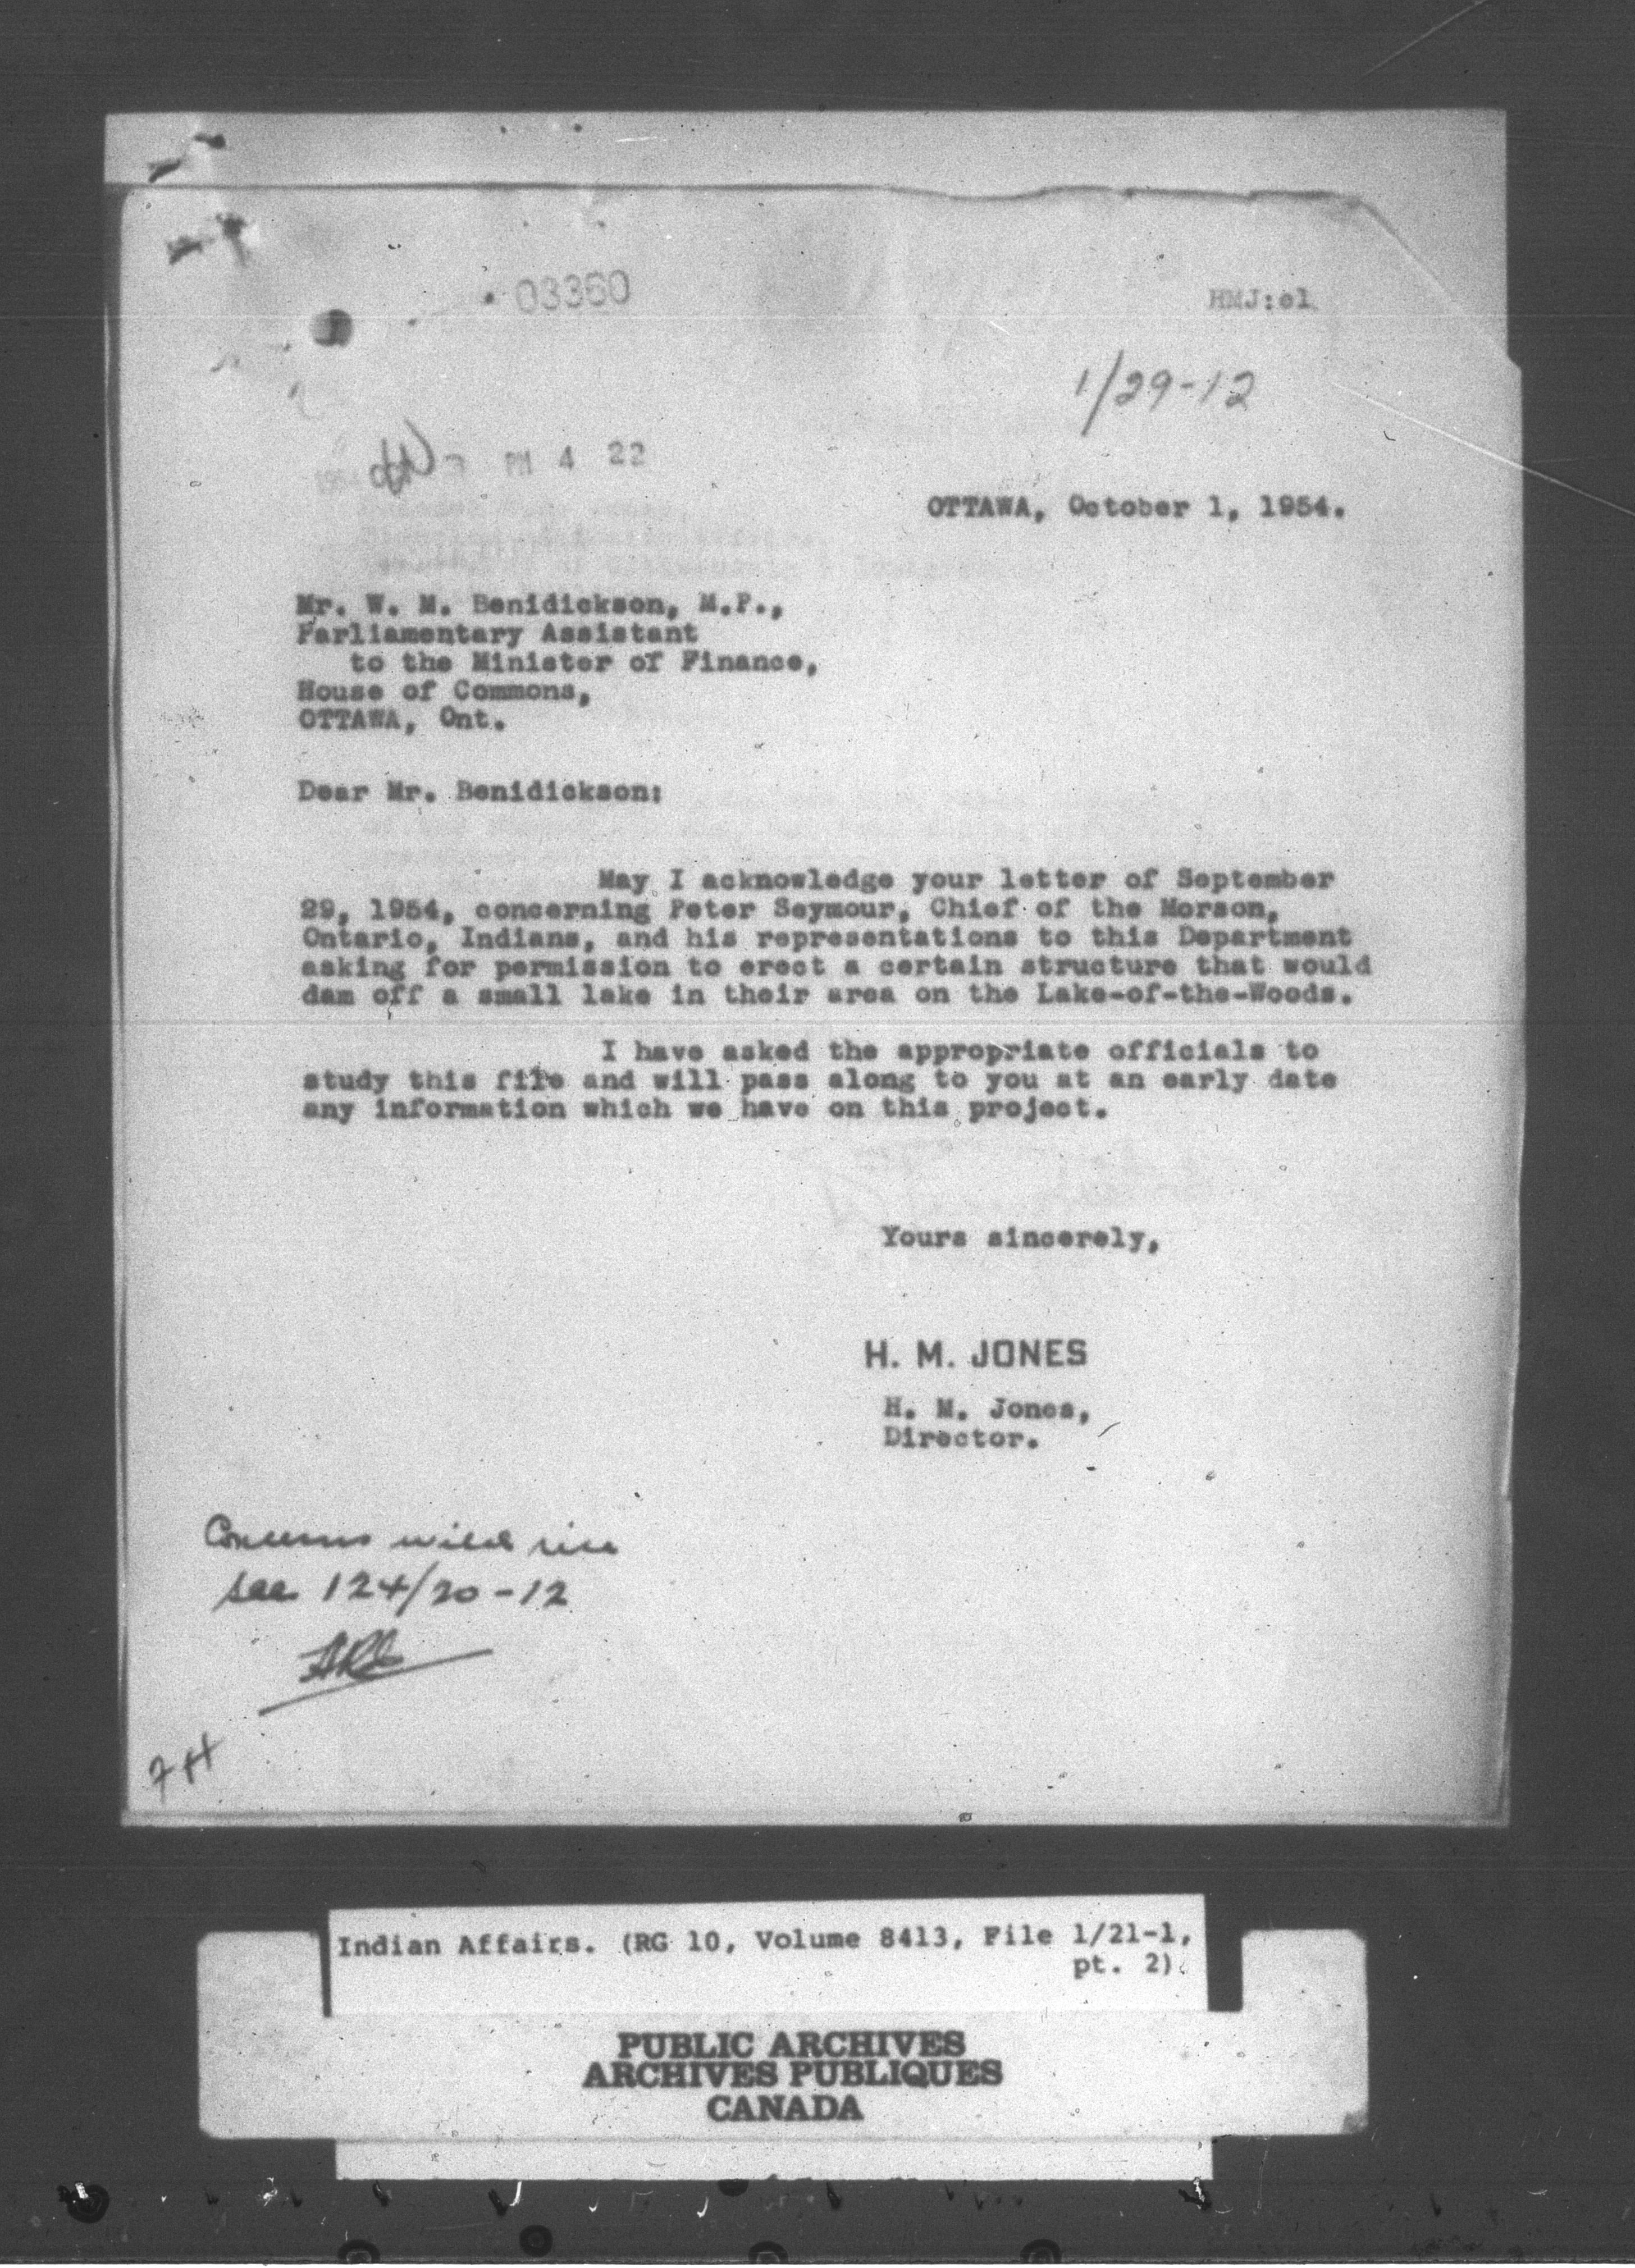 03360
HMJ:el
1/29-12
PM 4 22
OTTAWA, October 1, 1954.
Mr. W. M. Benidickson, M.P.,
Parliamentary Assistant
to the Minister of Finance,
House of Commons,
OTTAWA, Ont.
Dear Mr. Benidickson:
May I acknowledge your letter of September
29, 1954, concerning Peter Seymour, Chief of the Morson,
Ontario, Indians, and his representations to this Department
asking for permission to erect a certain structure that would
dam off a small lake in their area on the Lake-of-the-Woods.
I have asked the appropriate officials to
study this file and will pass along to you at an early date
any information which we have on this project.
Yours sincerely,
H. M. JONES
H. M. Jones,
Director.
Concerns wild rice
see 124/20-12
Indian Affairs. (RG 10, Volume 8413, File 1/21-1,
pt. 2)
PUBLIC ARCHIVES
ARCHIVES PUBLIQUES
CANADA